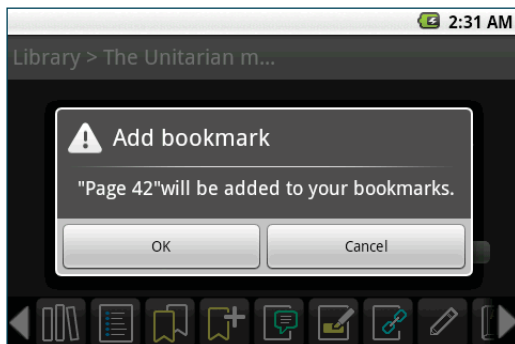 2:31 AM
Library > The Unitarian m...
Add bookmark
"Page 42"will be added to your bookmarks.
OK Cancel